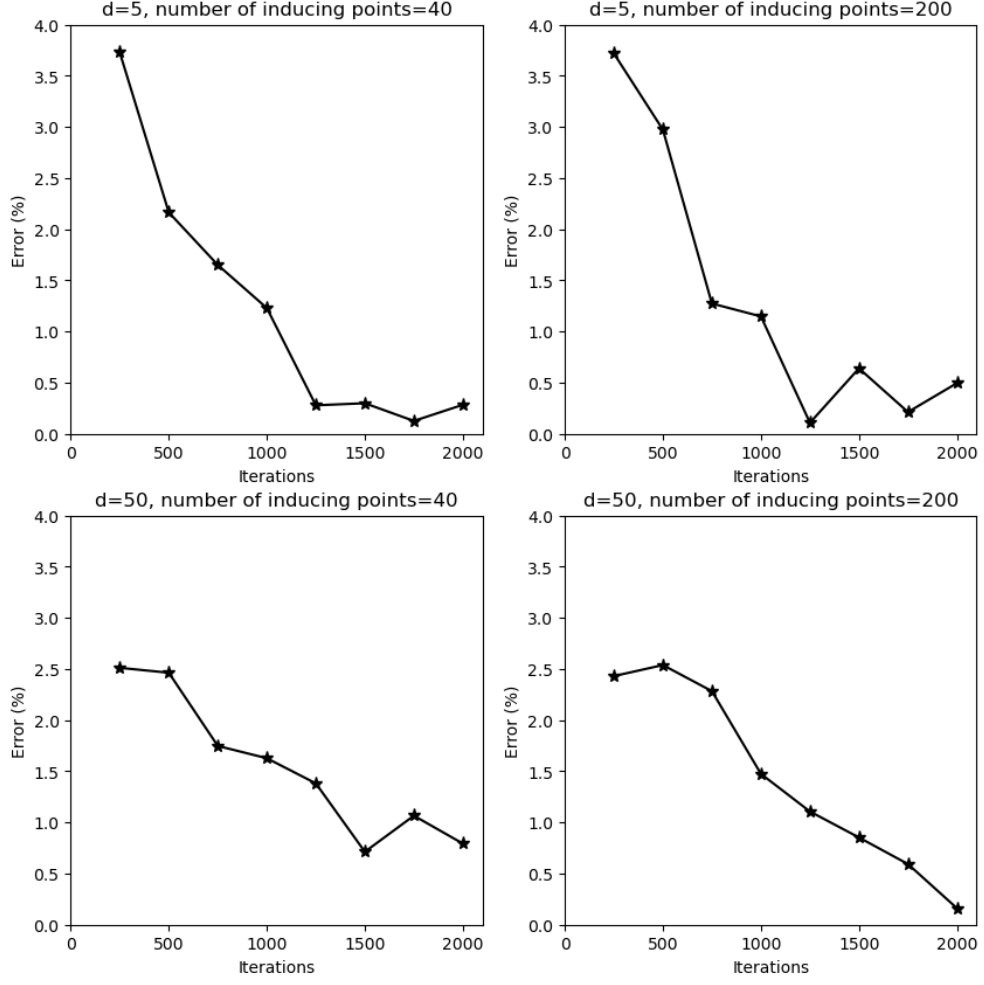 d=5, number of inducing points=40
4.0
3.5
3.0
2.5
2.0
1.5
1.0
0.5
0.0
Error (%)
0 500 1000 1500 2000
Iterations
d=5, number of inducing points=200
4.0
3.5
3.0
2.5
2.0
1.5
1.0
0.5
0.0
Error (%)
0 500 1000 1500 2000
Iterations
d=50, number of inducing points=40
4.0
3.5
3.0
2.5
2.0
1.5
1.0
0.5
0.0
Error (%)
0 500 1000 1500 2000
Iterations
d=50, number of inducing points=200
4.0
3.5
3.0
2.5
2.0
1.5
1.0
0.5
0.0
Error (%)
0 500 1000 1500 2000
Iterations